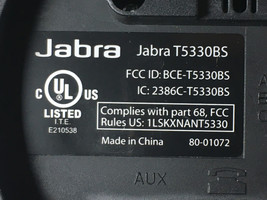 Jabra Jabra T5330BS
FCC ID: BCE-T5330BS
IC: 2386C-T5330BS
C UL US
LISTED
I.T.E.
E210538
Complies with part 68, FCC
Rules US: 1LSKXNANT5330
Made in China 80-01072
AUX